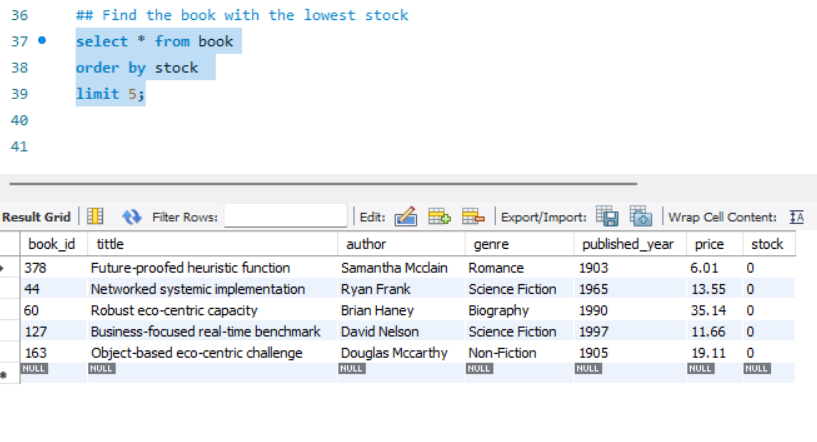 36 ## Find the book with the lowest stock
37 select * from book
38 order by stock
39 limit 5;
40
41
Result Grid Filter Rows: Edit: Export/Import: Wrap Cell Content: IA
book_id tittle author genre published_year price stock
378 Future-proofed heuristic function Samantha Mcclain Romance 1903 6.01 0
44 Networked systemic implementation Ryan Frank Science Fiction 1965 13.55 0
60 Robust eco-centric capacity Brian Haney Biography 1990 35.14 0
127 Business-focused real-time benchmark David Nelson Science Fiction 1997 11.66 0
163 Object-based eco-centric challenge Douglas Mccarthy Non-Fiction 1905 19.11 0
NULL NULL NULL NULL NULL NULL NULL